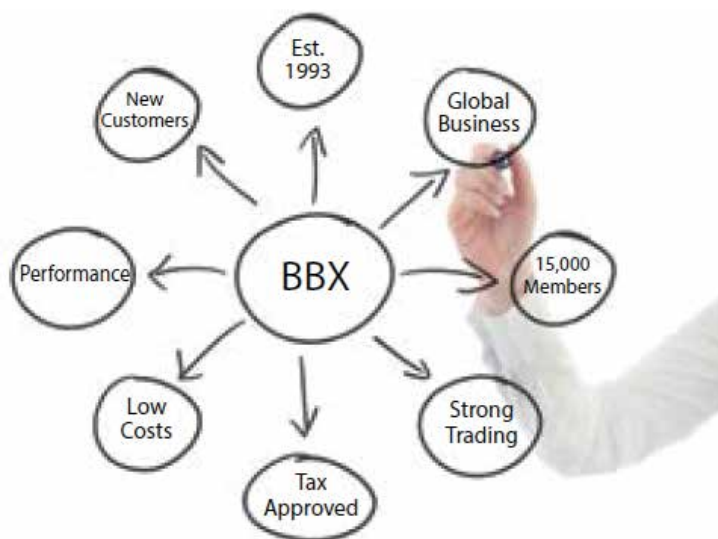 Est.
1993
New
Customers
Global
Business
Performance
BBX
15,000
Members
Low
Costs
Strong
Trading
Tax
Approved